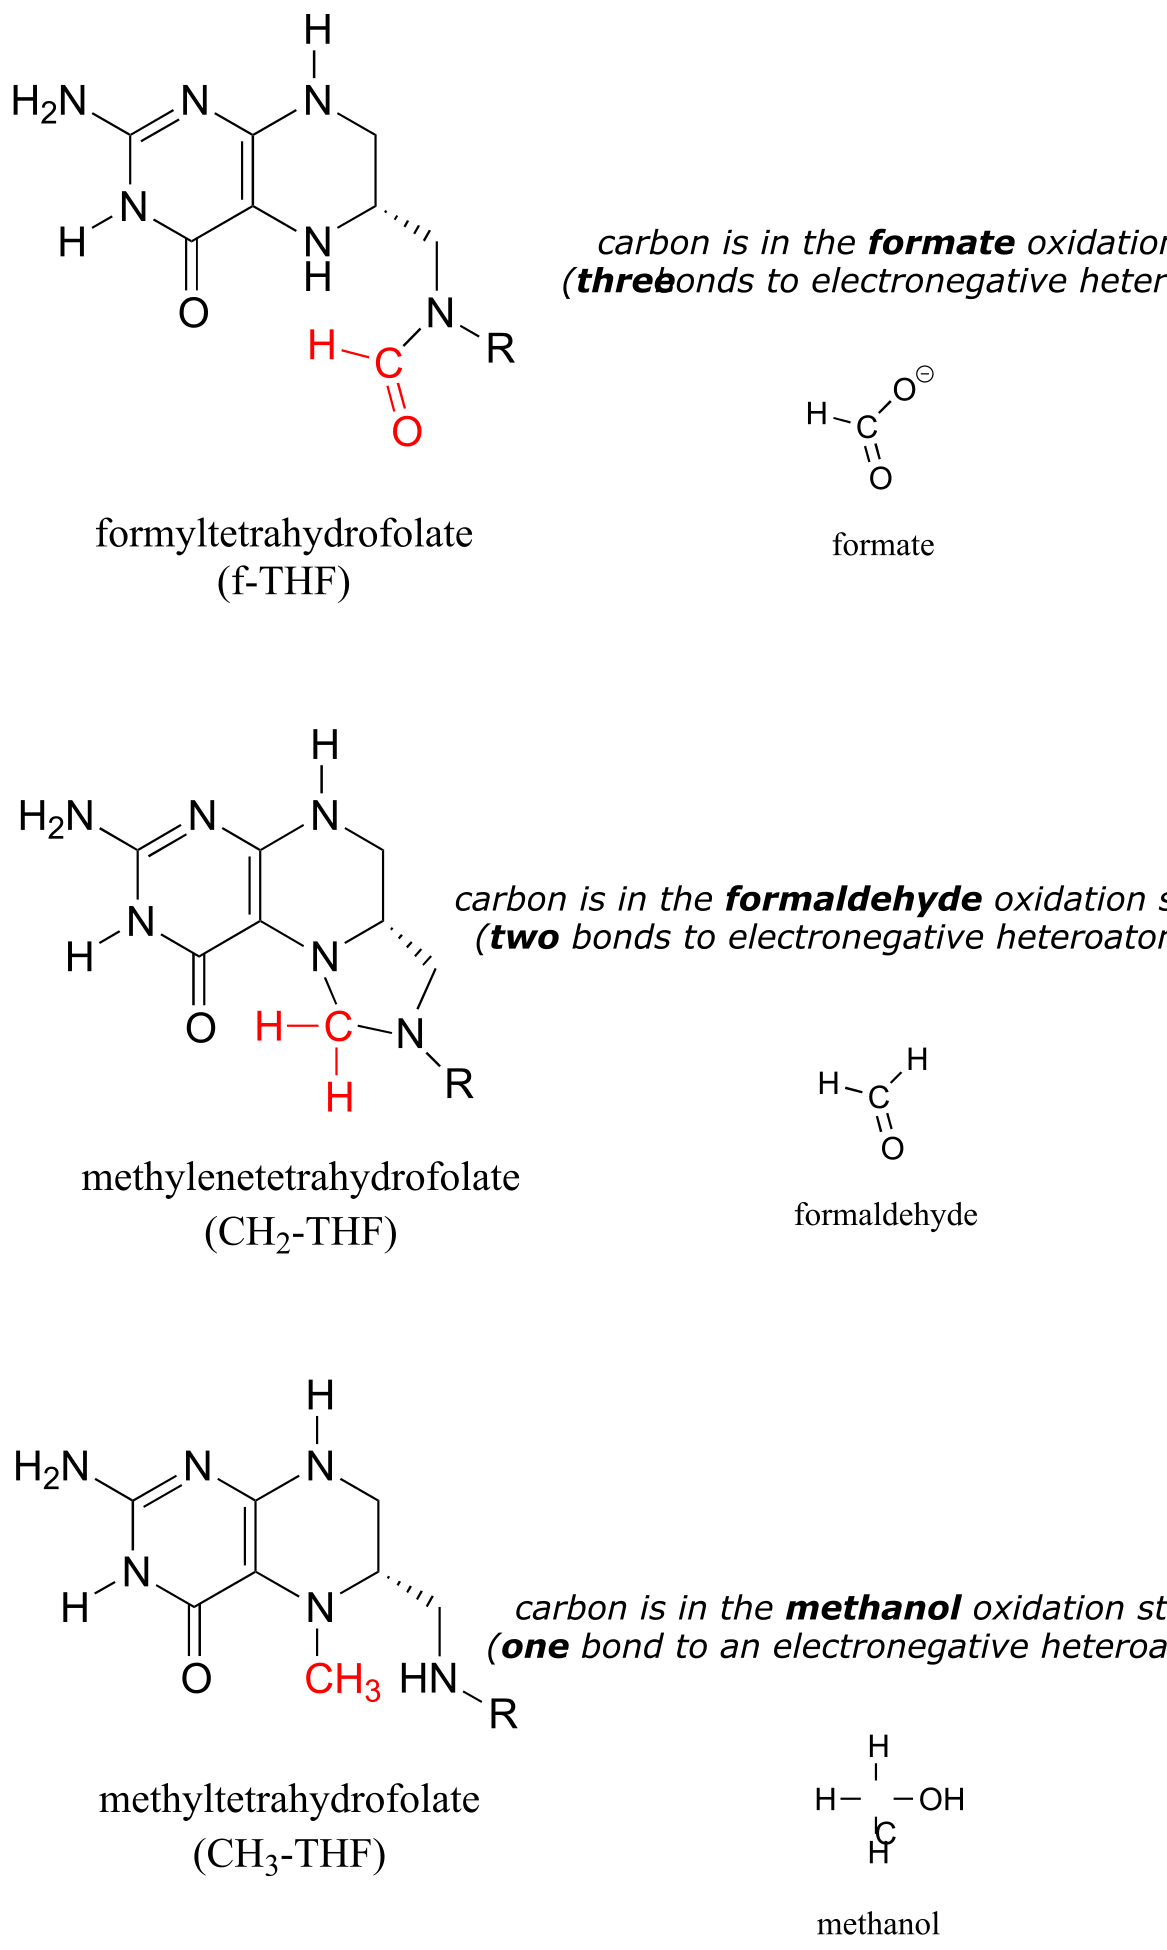 H
H₂N N N
N
H N
H
O
carbon is in the formate oxidation
(three bonds to electronegative heter
N
R
H
C
O
H C O⊖
O
formyltetrahydrofolate
(f-THF)
formate
H
H₂N N N
H N N
O
carbon is in the formaldehyde oxidation s
(two bonds to electronegative heteroator
H C N
H
R
H C H
O
methylenetetrahydrofolate
(CH₂-THF)
formaldehyde
H
H₂N N N
H N N
O
carbon is in the methanol oxidation st
(one bond to an electronegative heteroa
CH₃ HN
R
H
H OH
C
H
methyltetrahydrofolate
(CH₃-THF)
methanol